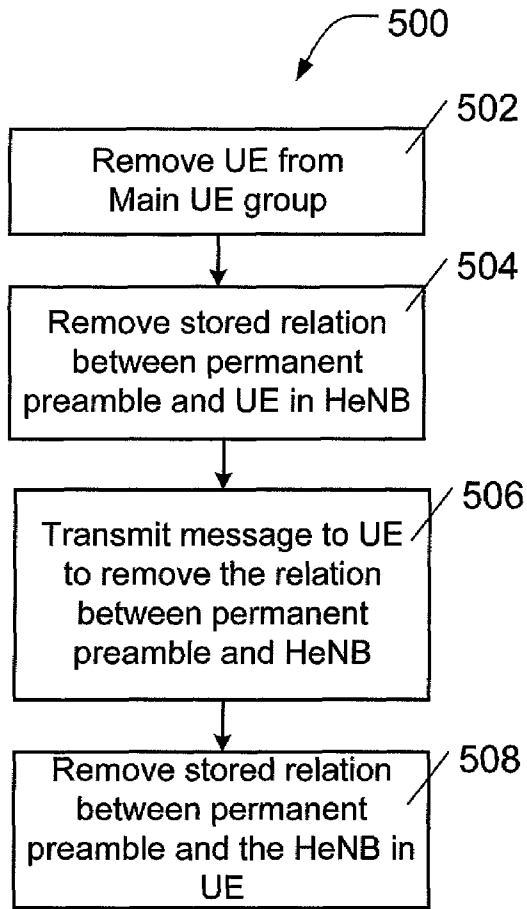 500
502
Remove UE from
Main UE group
504
Remove stored relation
between permanent
preamble and UE in HeNB
506
Transmit message to UE
to remove the relation
between permanent
preamble and HeNB
508
Remove stored relation
between permanent
preamble and the HeNB in
UE